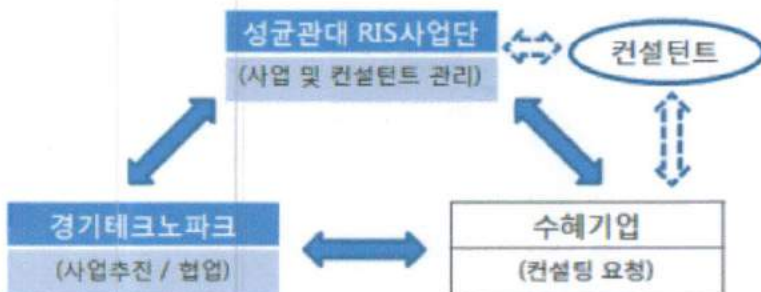 성균관대 RIS사업단
(사업 및 컨설턴트 관리)
컨설턴트
경기테크노파크
(사업추진 / 협업)
수혜기업
(컨설팅 요청)